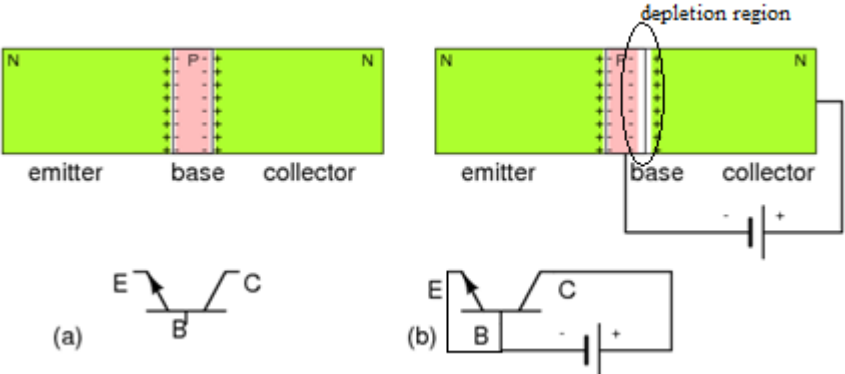 depletion region
N P N
N P N
emitter base collector
emitter base collector
- +
E C
B
(a)
E C
B
- +
(b)